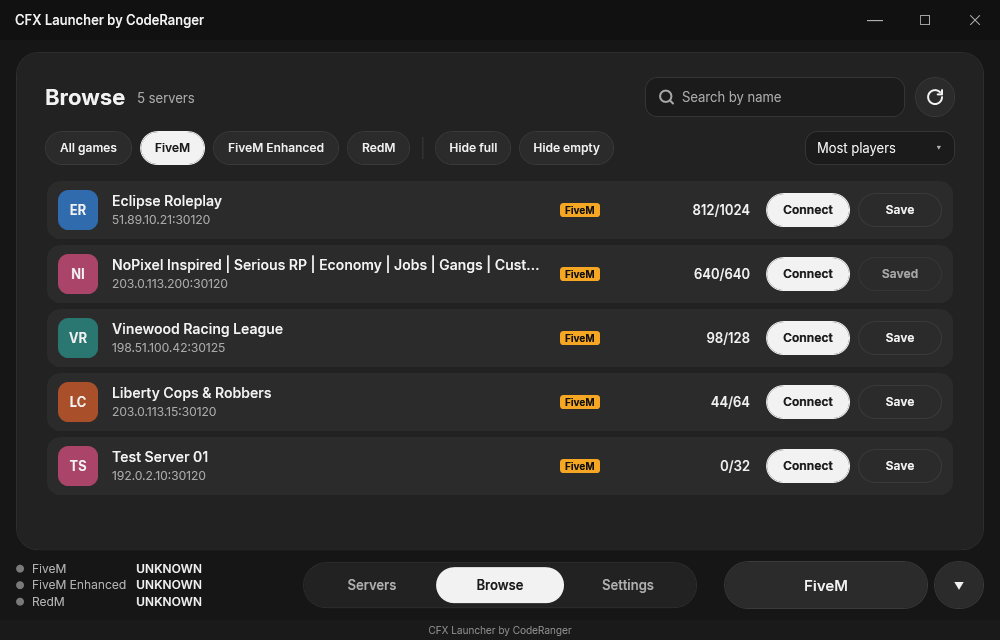 CFX Launcher by CodeRanger
Browse 5 servers
Search by name
All games FiveM FiveM Enhanced RedM Hide full Hide empty Most players
ER Eclipse Roleplay FiveM 812/1024 Connect Save
51.89.10.21:30120
NI NoPixel Inspired | Serious RP | Economy | Jobs | Gangs | Cust... FiveM 640/640 Connect Saved
203.0.113.200:30120
VR Vinewood Racing League FiveM 98/128 Connect Save
198.51.100.42:30125
LC Liberty Cops & Robbers FiveM 44/64 Connect Save
203.0.113.15:30120
TS Test Server 01 FiveM 0/32 Connect Save
192.0.2.10:30120
FiveM UNKNOWN
FiveM Enhanced UNKNOWN
RedM UNKNOWN
Servers Browse Settings
FiveM
CFX Launcher by CodeRanger